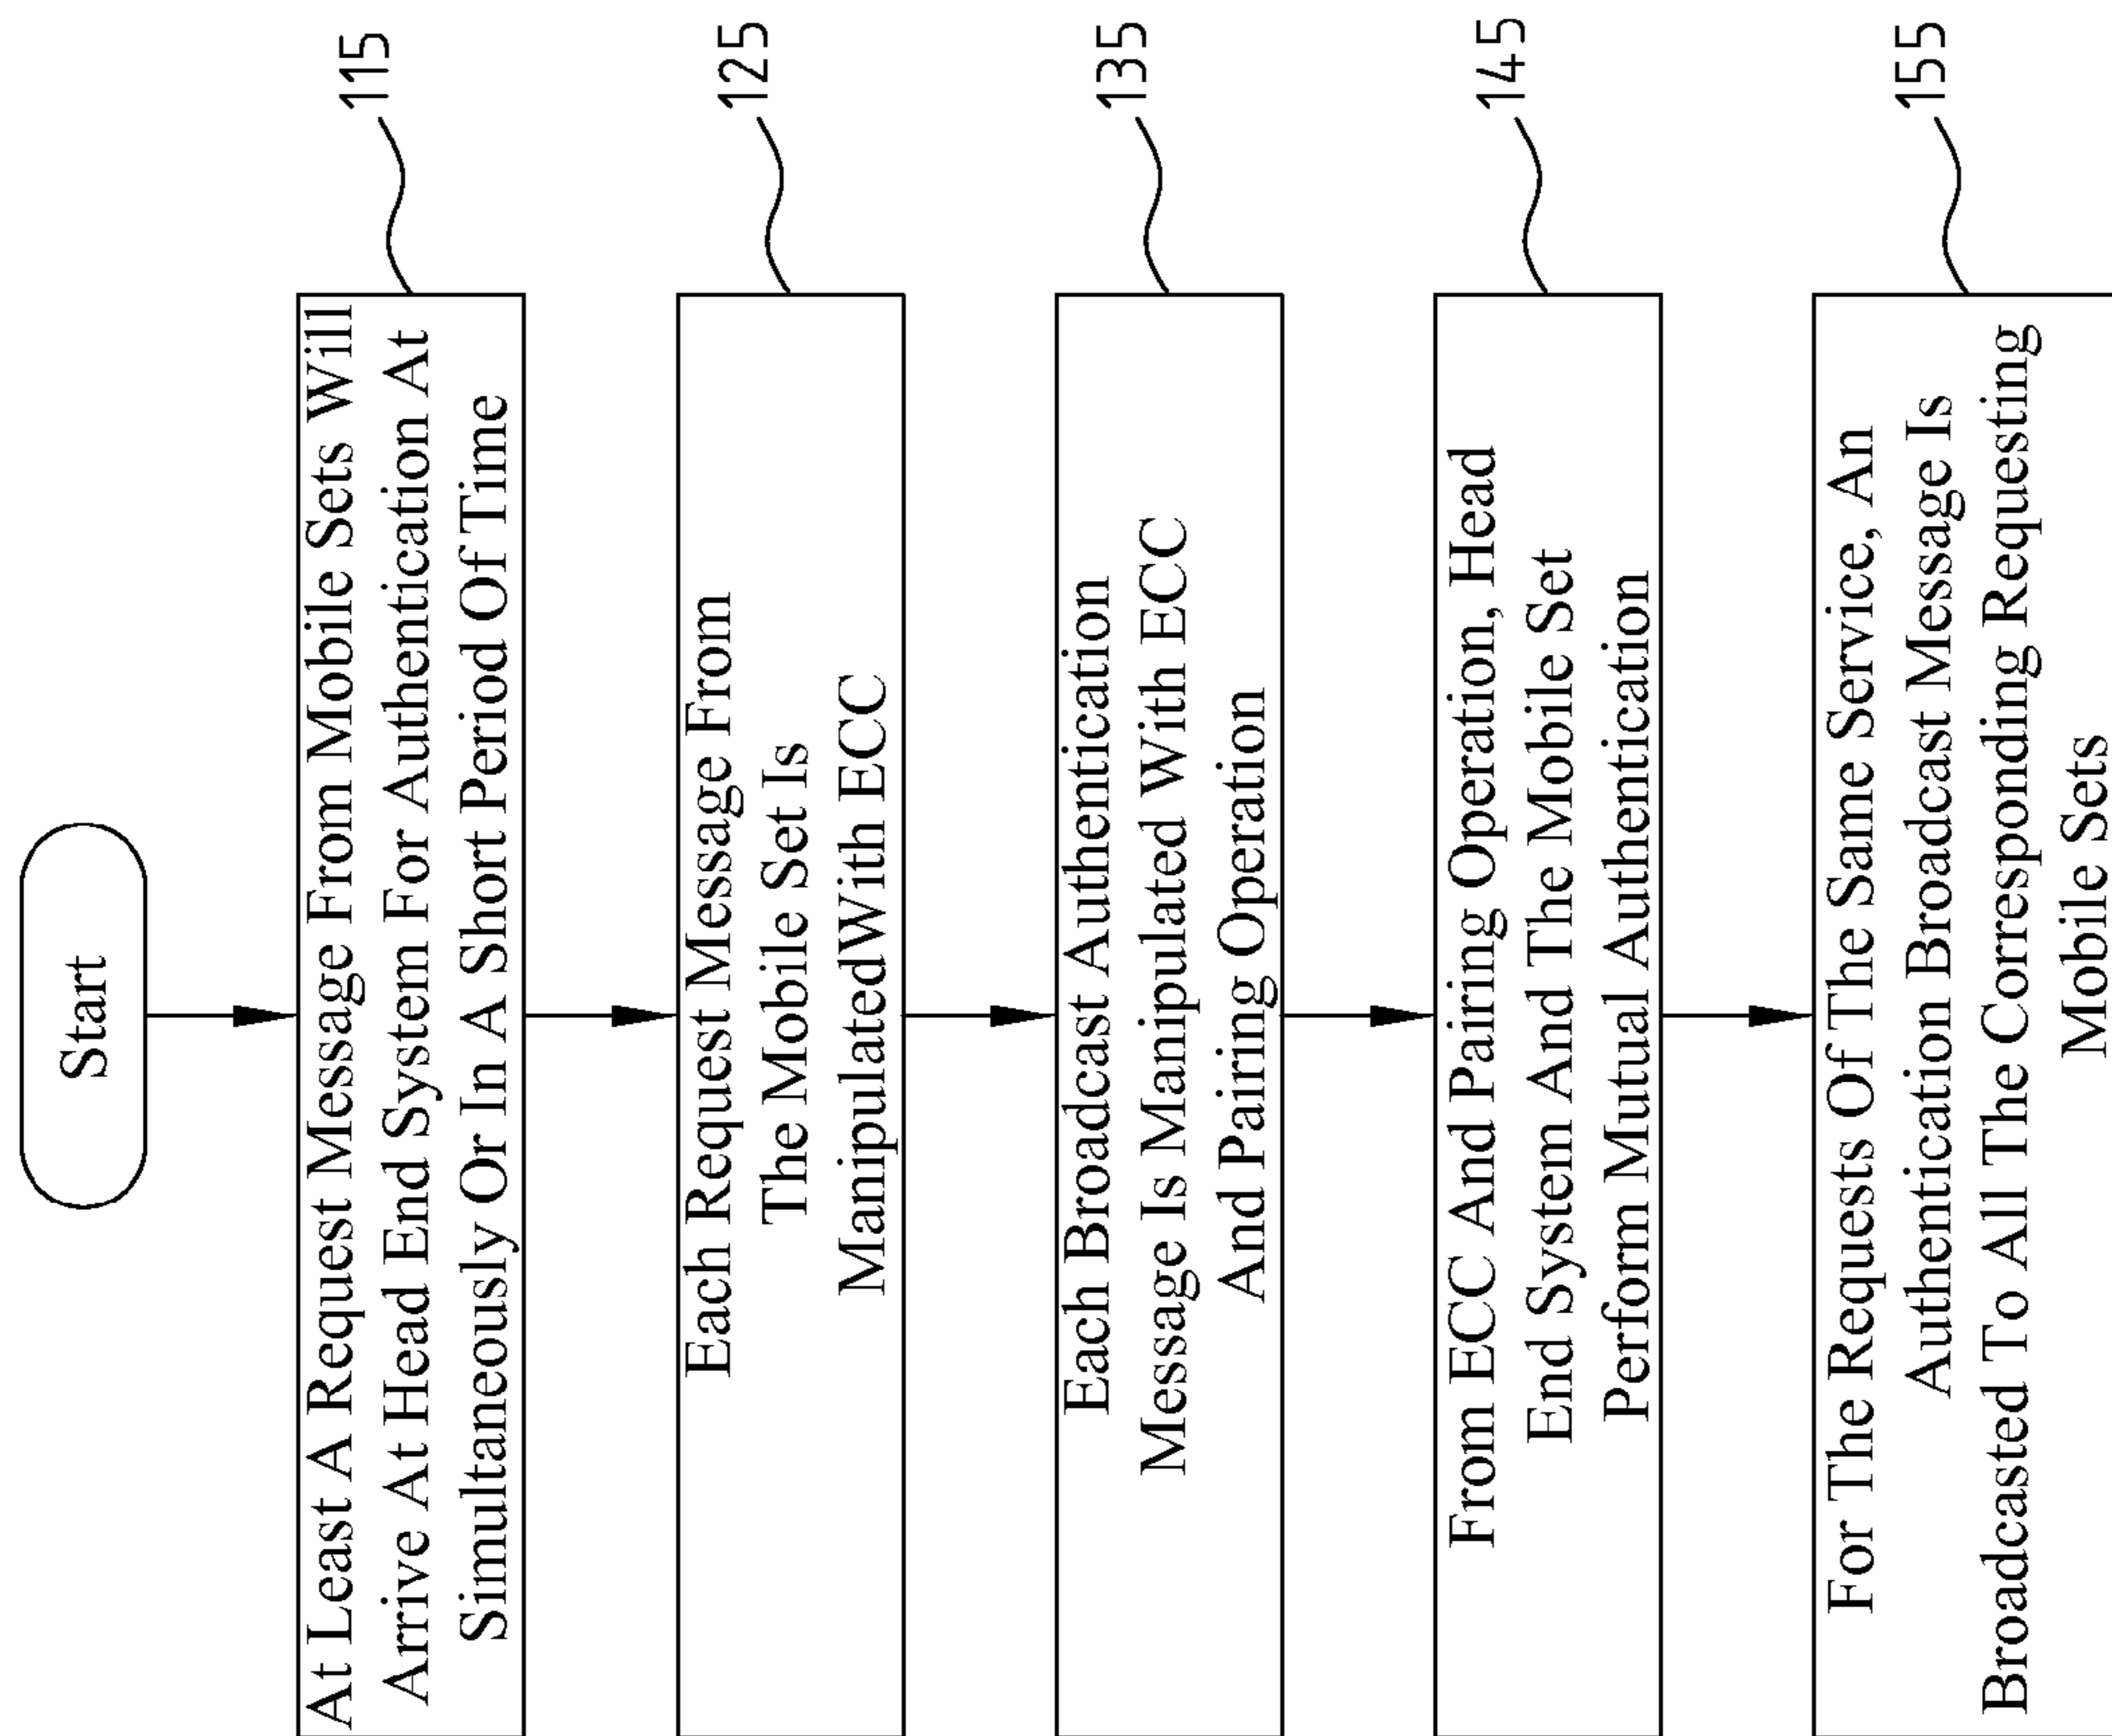 Start
115
At Least A Request Message From Mobile Sets Will
Arrive At Head End System For Authentication At
Simultaneously Or In A Short Period Of Time
125
Each Request Message From
The Mobile Set Is
ManipulatedWith ECC
135
Each Broadcast Authentication
Message Is Manipulated With ECC
And Pairing Operation
145
From ECC And Pairing Operation, Head
End System And The Mobile Set
Perform Mutual Authentication
155
For The Requests Of The Same Service, An
Authentication Broadcast Message Is
Broadcasted To All The Corresponding Requesting
Mobile Sets